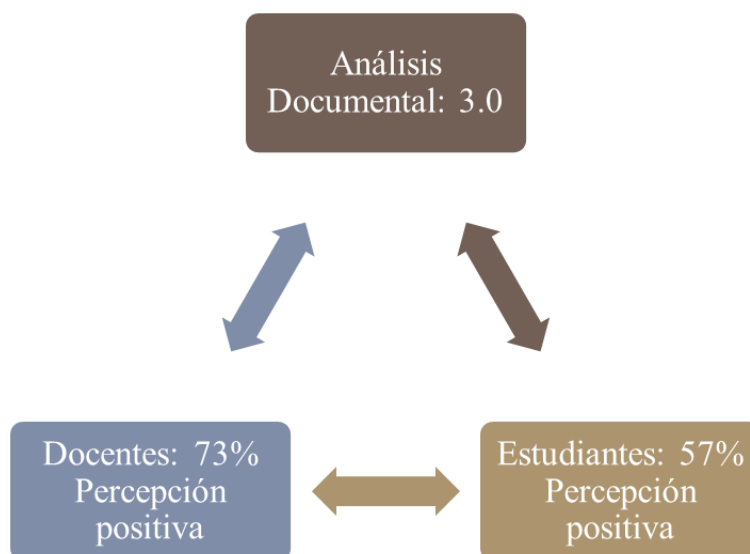 Análisis
Documental: 3.0
Docentes: 73%
Percepción
positiva
Estudiantes: 57%
Percepción
positiva